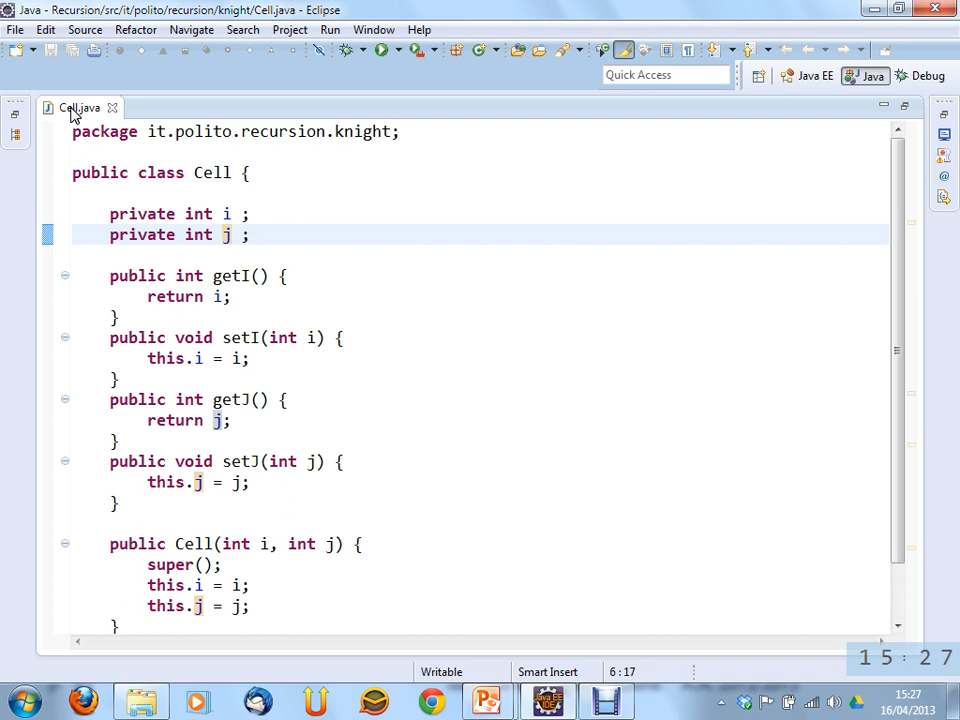 Java - Recursion/src/it/polito/recursion/knight/Cell.java - Eclipse
File Edit Source Refactor Navigate Search Project Run Window Help
Quick Access
Java EE Java Debug
Cell.java
package it.polito.recursion.knight;
public class Cell {
private int i ;
private int j ;
public int getI() {
return i;
}
public void setI(int i) {
this.i = i;
}
public int getJ() {
return j;
}
public void setJ(int j) {
this.j = j;
}
public Cell(int i, int j) {
super();
this.i = i;
this.j = j;
}
15:27
Writable Smart Insert 6 : 17
Java EE IDE
15:27
16/04/2013